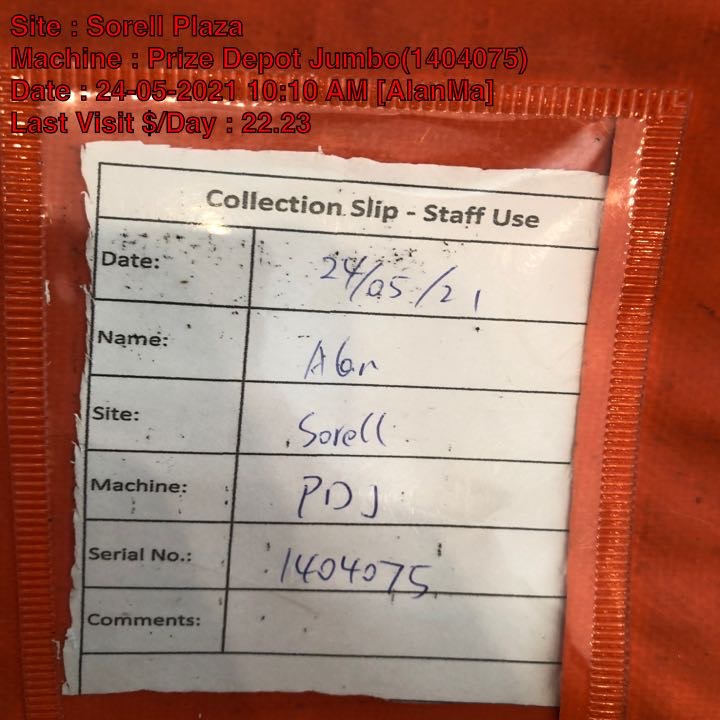 Site : Sorell Plaza
Machine : Prize Depot Jumbo(1404075)
Date : 24-05-2021 10:10 AM [AlanMa]
Last Visit $/Day : 22.23
Collection Slip - Staff Use
Date: 24/05/21
Name: Alan
Site: Sorell
Machine: PDJ
Serial No.: 1404075
Comments: